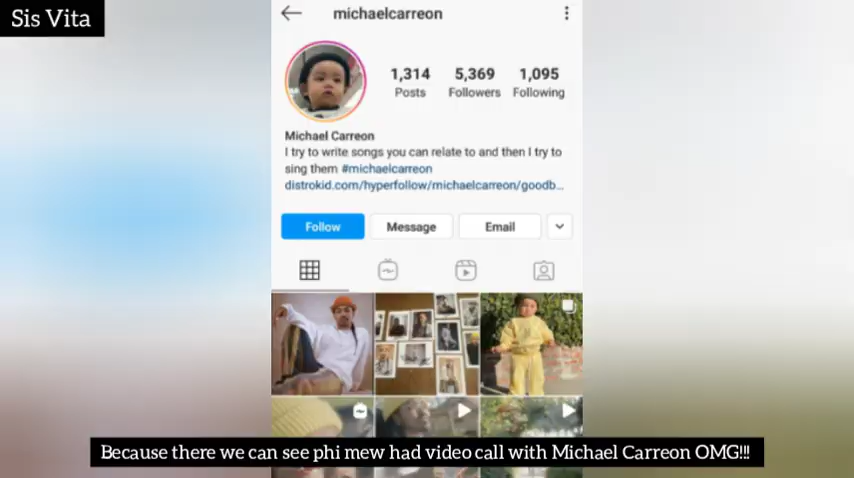 Sis Vita
michaelcarreon
1,314 5,369 1,095
Posts Followers Following
Michael Carreon
I try to write songs you can relate to and then I try to
sing them #michaelcarreon
distrokid.com/hyperfollow/michaelcarreon/goodb...
Follow Message Email
Because there we can see phi mew had video call with Michael Carreon OMG!!!